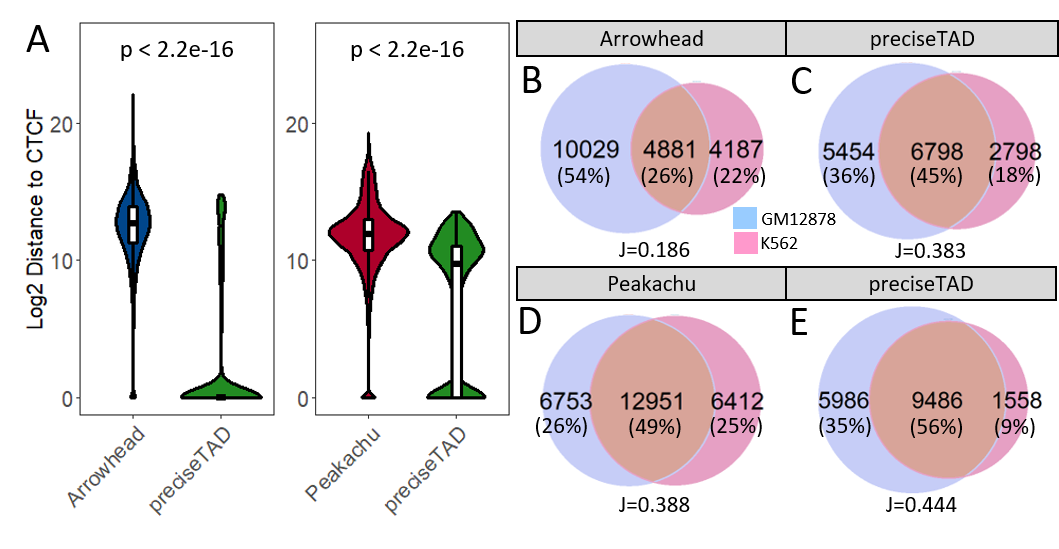 A
p < 2.2e-16
p < 2.2e-16
Log2 Distance to CTCF
20
10
0
20
10
0
Arrowhead
preciseTAD
Peakachu
preciseTAD
Arrowhead
preciseTAD
B
10029
(54%)
4881
(26%)
4187
(22%)
J=0.186
C
5454
(36%)
6798
(45%)
2798
(18%)
J=0.383
GM12878
K562
Peakachu
preciseTAD
D
6753
(26%)
12951
(49%)
6412
(25%)
J=0.388
E
5986
(35%)
9486
(56%)
1558
(9%)
J=0.444